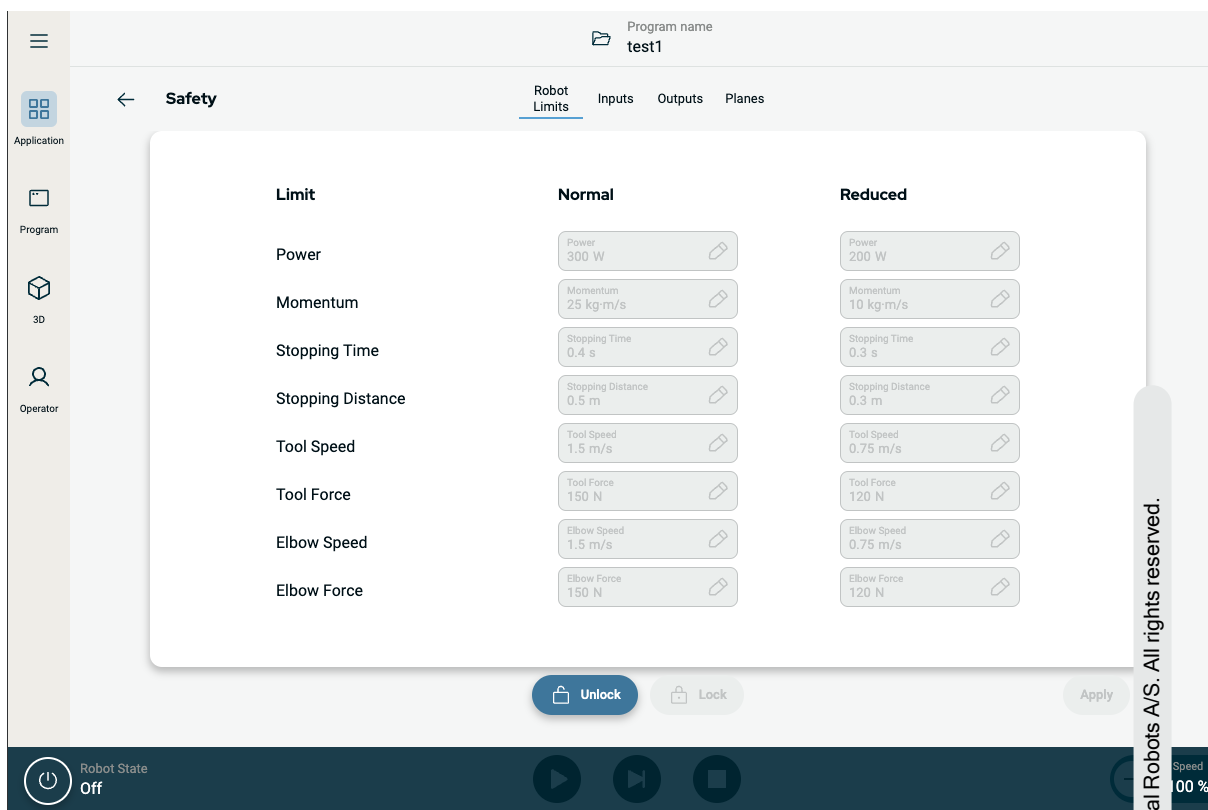 Program name
test1
Application
Program
3D
Operator
Safety
Robot
Limits
Inputs
Outputs
Planes
Limit
Normal
Reduced
Power
Power
300 W
Power
200 W
Momentum
Momentum
25 kg·m/s
Momentum
10 kg·m/s
Stopping Time
Stopping Time
0.4 s
Stopping Time
0.3 s
Stopping Distance
Stopping Distance
0.5 m
Stopping Distance
0.3 m
Tool Speed
Tool Speed
1.5 m/s
Tool Speed
0.75 m/s
Tool Force
Tool Force
150 N
Tool Force
120 N
Elbow Speed
Elbow Speed
1.5 m/s
Elbow Speed
0.75 m/s
Elbow Force
Elbow Force
150 N
Elbow Force
120 N
Unlock
Lock
Apply
Robot State
Off
Speed
100 %
al Robots A/S. All rights reserved.